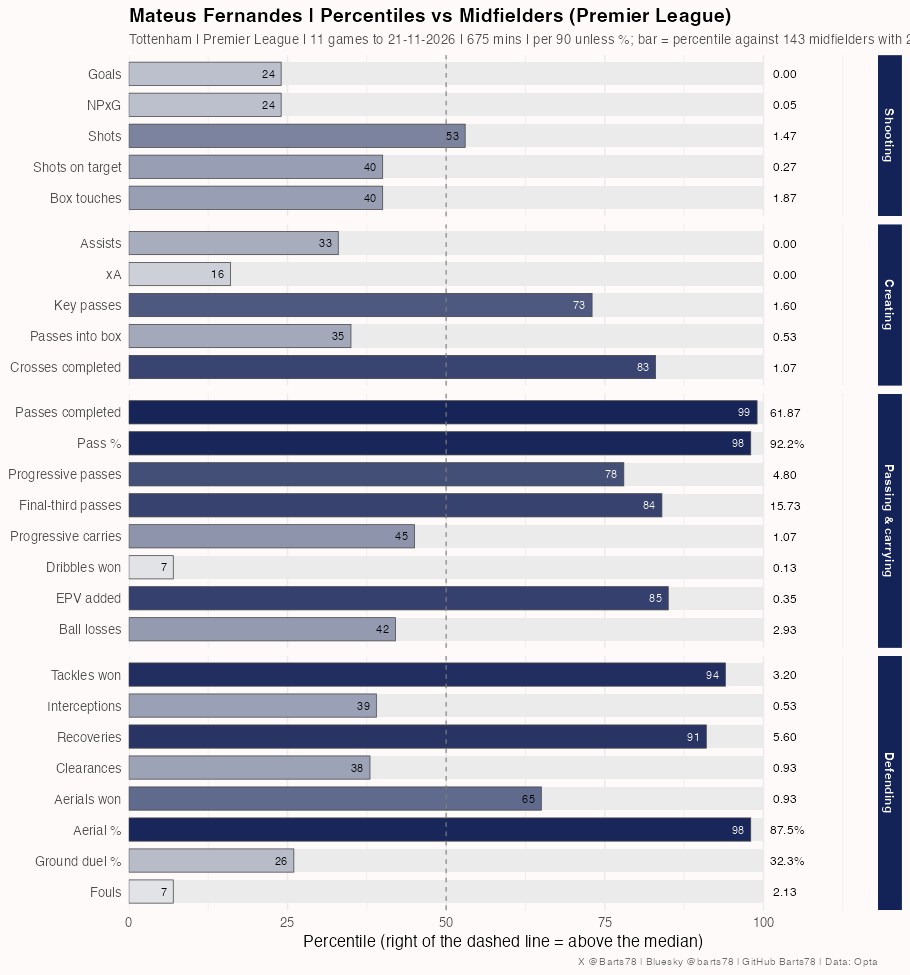 Mateus Fernandes | Percentiles vs Midfielders (Premier League)
Tottenham | Premier League | 11 games to 21-11-2026 | 675 mins | per 90 unless %; bar = percentile against 143 midfielders with 2
Goals 24 0.00
NPxG 24 0.05
Shots 53 1.47
Shots on target 40 0.27
Box touches 40 1.87
Shooting
Assists 33 0.00
xA 16 0.00
Key passes 73 1.60
Passes into box 35 0.53
Crosses completed 83 1.07
Creating
Passes completed 99 61.87
Pass % 98 92.2%
Progressive passes 78 4.80
Final-third passes 84 15.73
Progressive carries 45 1.07
Dribbles won 7 0.13
EPV added 85 0.35
Ball losses 42 2.93
Passing & carrying
Tackles won 94 3.20
Interceptions 39 0.53
Recoveries 91 5.60
Clearances 38 0.93
Aerials won 65 0.93
Aerial % 98 87.5%
Ground duel % 26 32.3%
Fouls 7 2.13
Defending
0 25 50 75 100
Percentile (right of the dashed line = above the median)
X @Barts78 | Bluesky @barts78 | GitHub Barts78 | Data: Opta